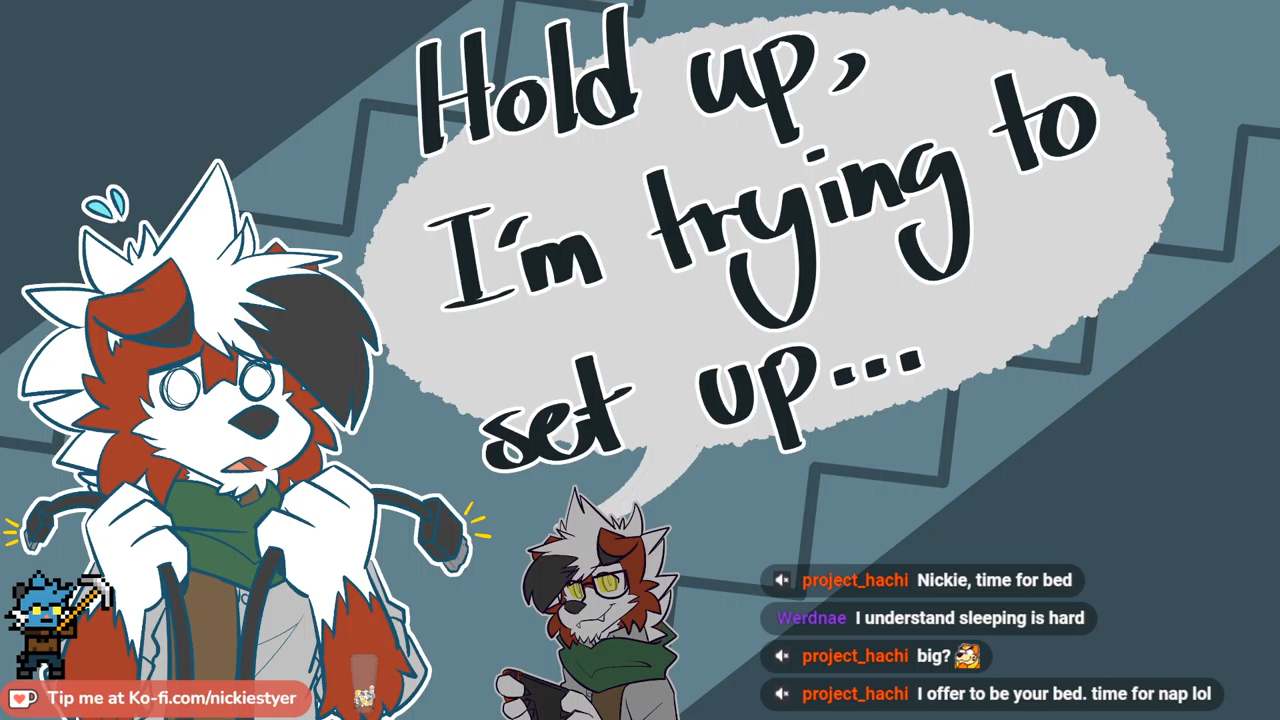 Hold up,
I'm trying to
set up...
project_hachi Nickie, time for bed
Werdnae I understand sleeping is hard
project_hachi big?
project_hachi I offer to be your bed. time for nap lol
Tip me at Ko-fi.com/nickiestyer